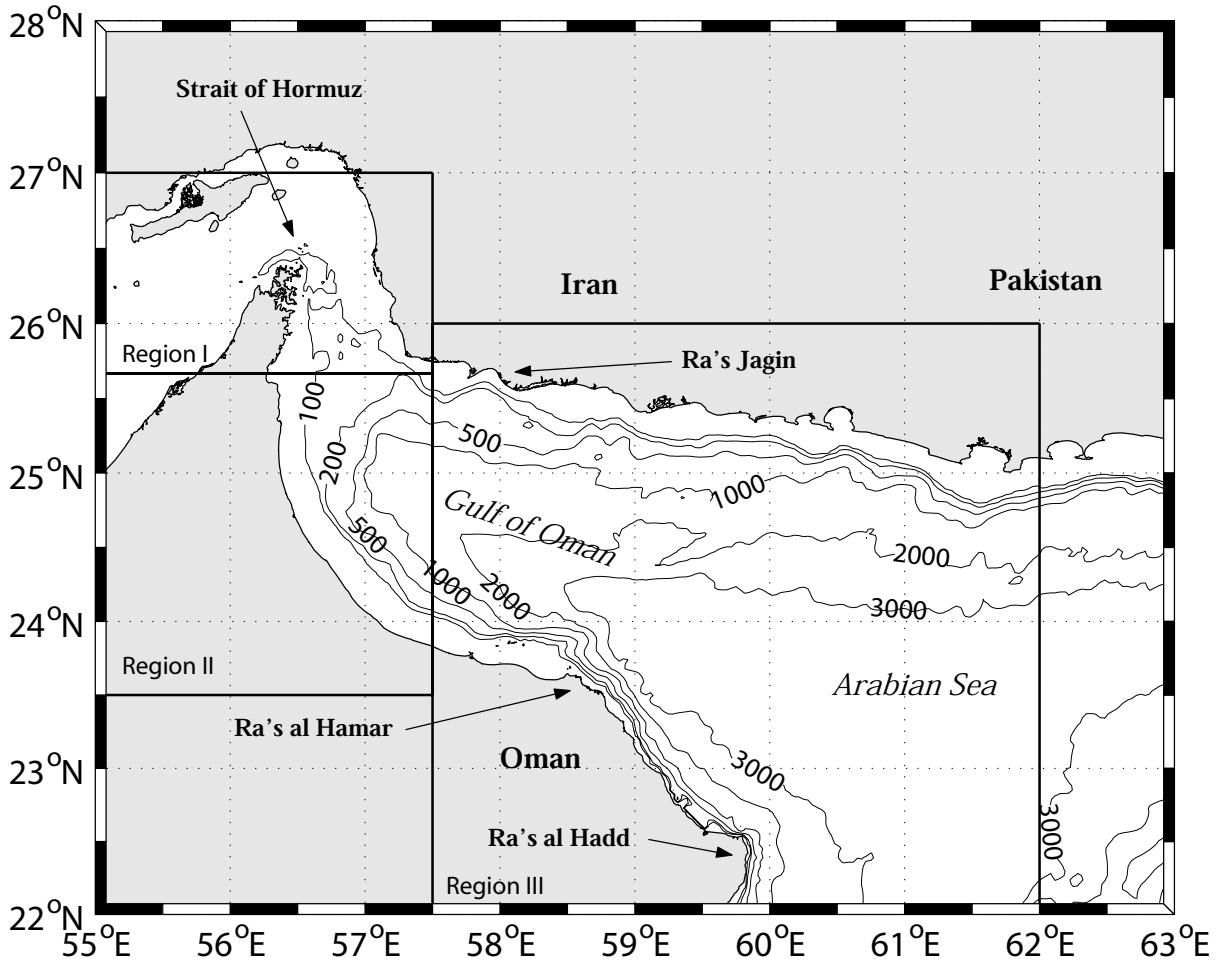 28°N
Strait of Hormuz
27°N
Iran
Pakistan
26°N
Region I
Ra's Jagin
100
500
200
25°N
1000
Gulf of Oman
500
2000
1000
2000
3000
24°N
Region II
Arabian Sea
Ra's al Hamar
Oman
23°N
3000
3000
Ra's al Hadd
Region III
22°N
55°E
56°E
57°E
58°E
59°E
60°E
61°E
62°E
63°E